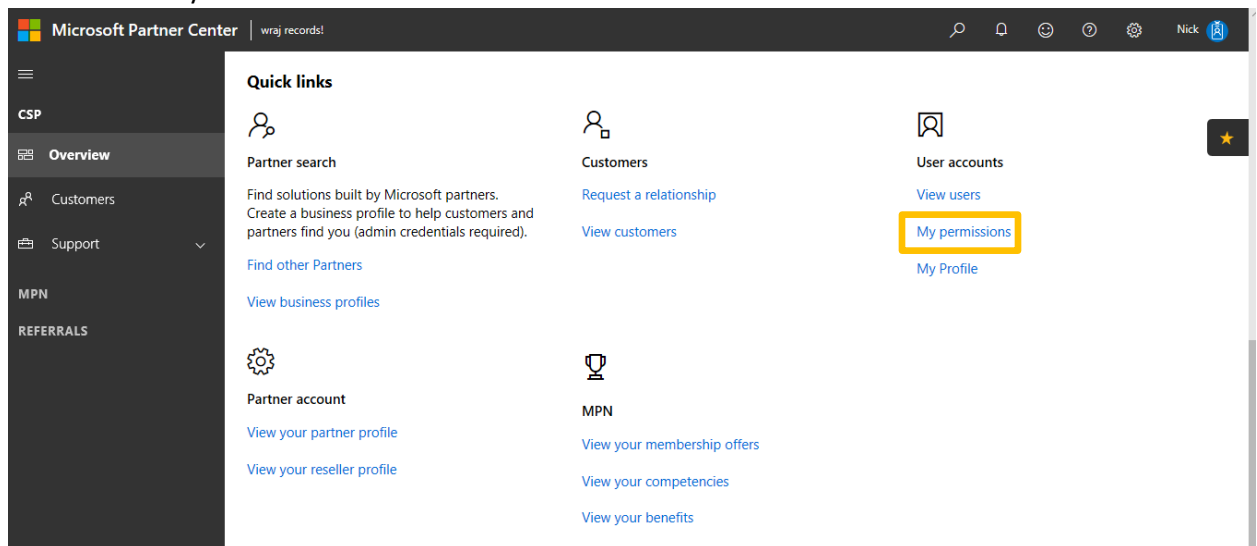 Microsoft Partner Center
wraj records!
Nick
CSP
Overview
Customers
Support
MPN
REFERRALS
Quick links
Partner search
Find solutions built by Microsoft partners.
Create a business profile to help customers and
partners find you (admin credentials required).
Find other Partners
View business profiles
Customers
Request a relationship
View customers
User accounts
View users
My permissions
My Profile
Partner account
View your partner profile
View your reseller profile
MPN
View your membership offers
View your competencies
View your benefits